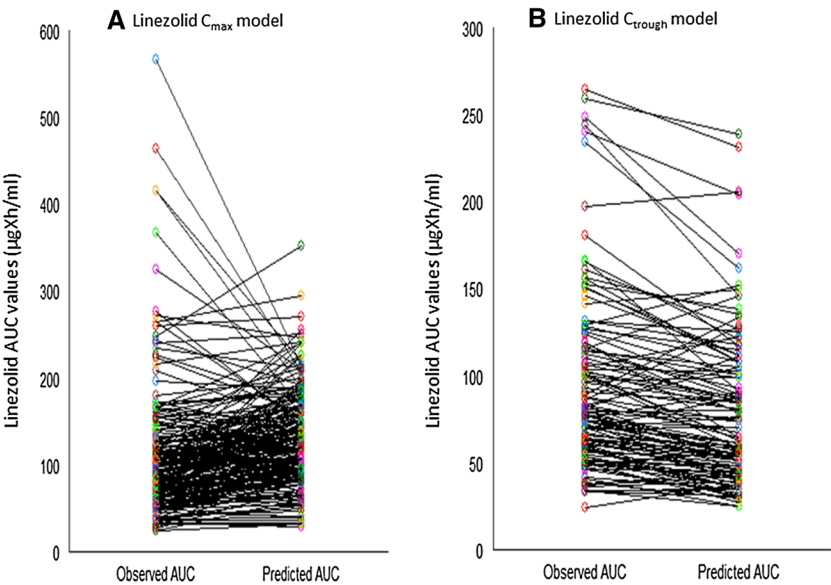 A Linezolid Cmax model
Linezolid AUC values (µgXh/ml)
600
500
400
300
200
100
0
Observed AUC
Predicted AUC
B Linezolid Ctrough model
Linezolid AUC values (µgXh/ml)
300
250
200
150
100
50
0
Observed AUC
Predicted AUC